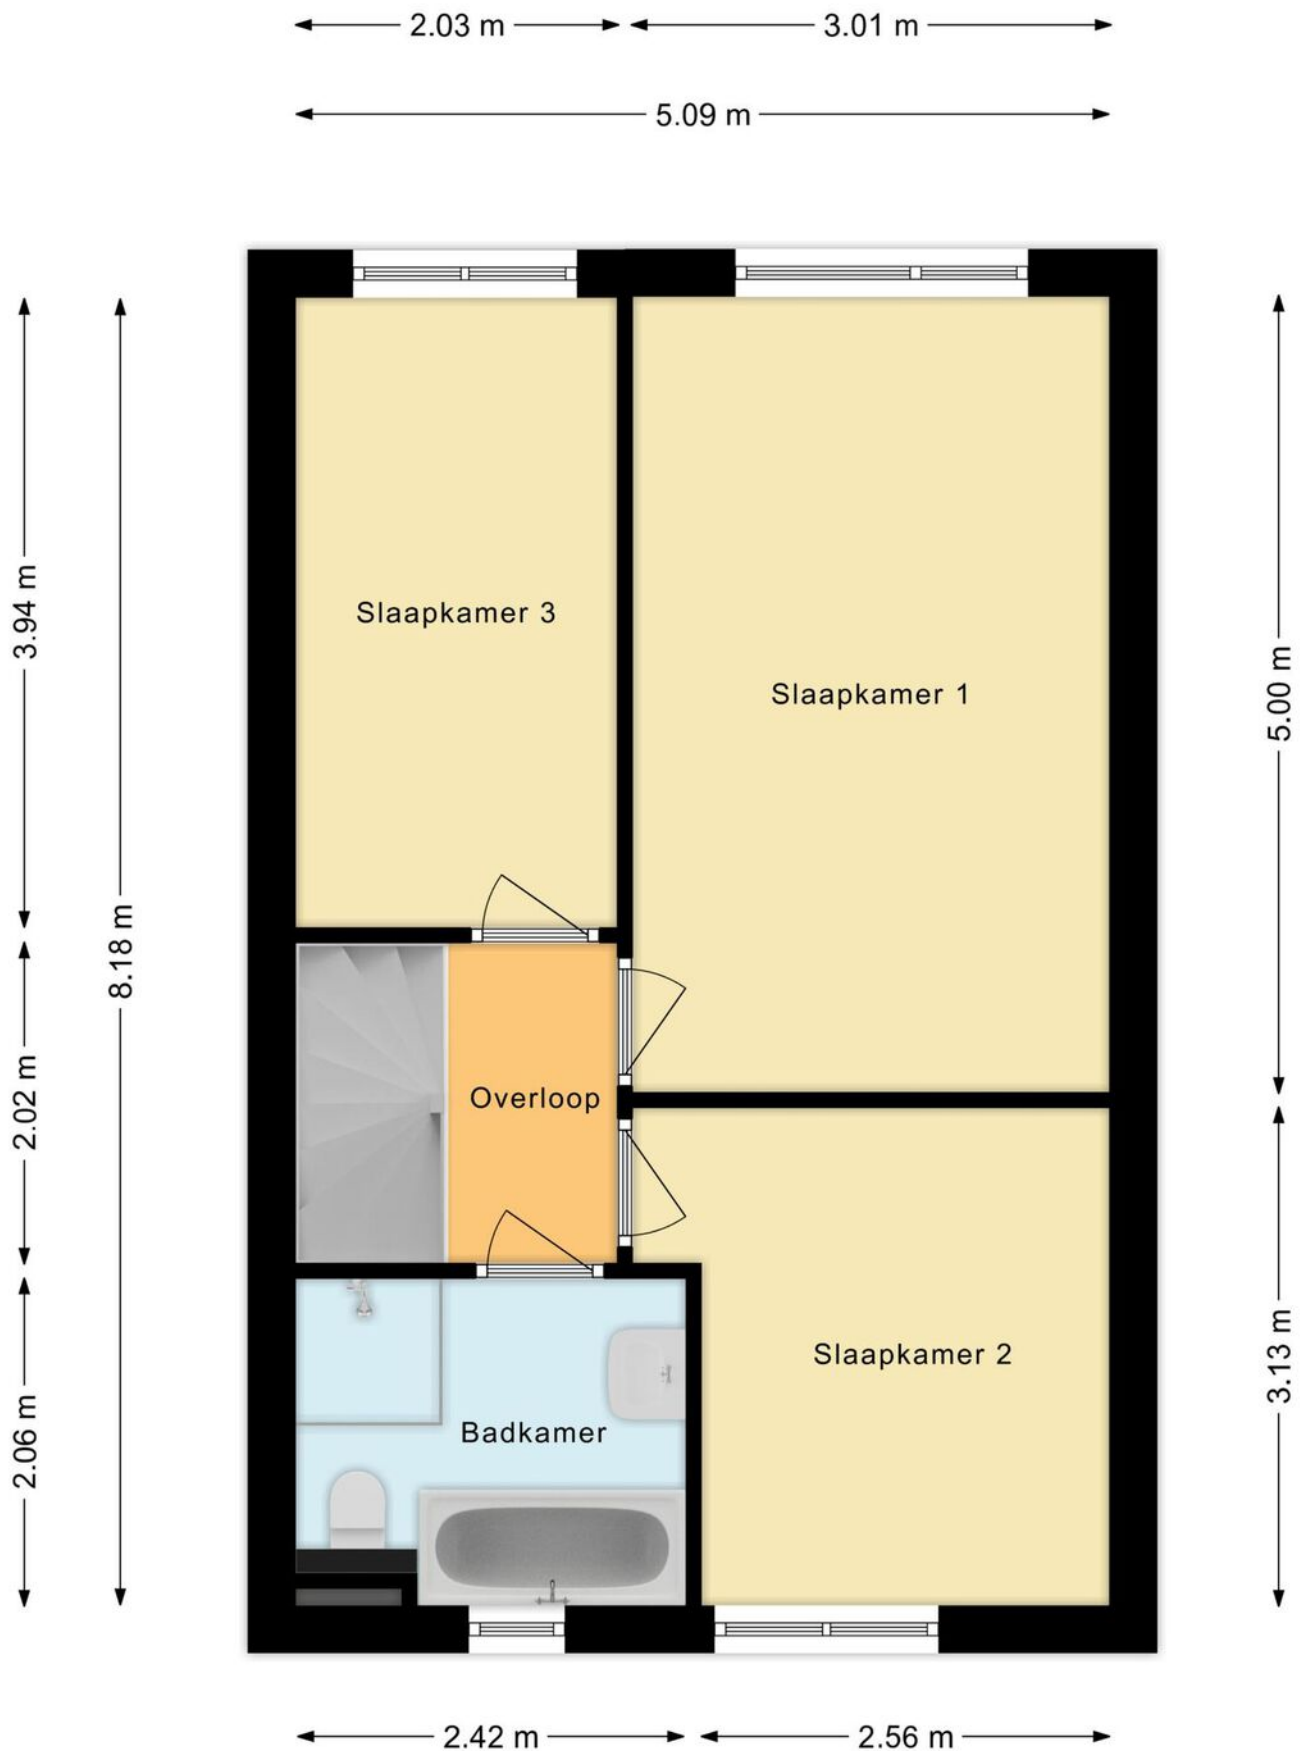 2.03 m
3.01 m
5.09 m
3.94 m
8.18 m
2.02 m
2.06 m
Slaapkamer 3
Slaapkamer 1
Overloop
Slaapkamer 2
Badkamer
5.00 m
3.13 m
2.42 m
2.56 m